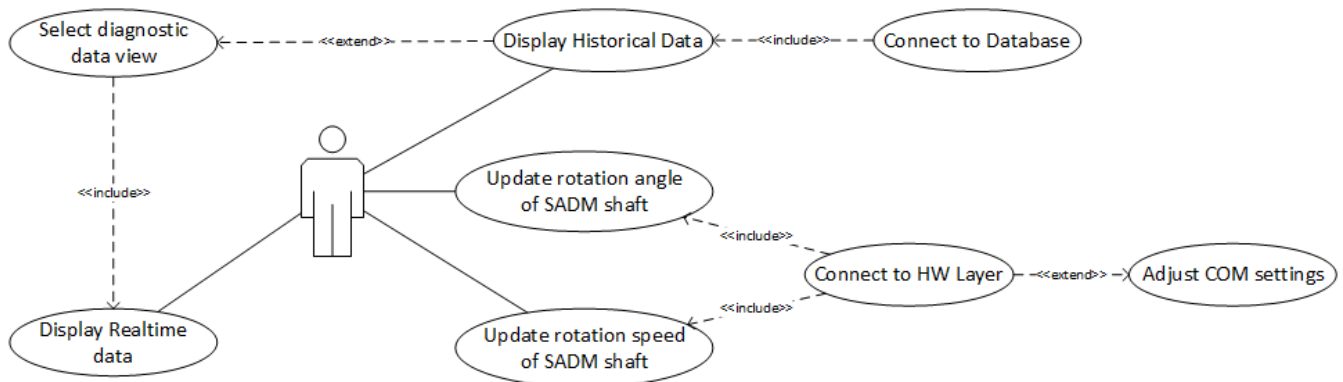 Select diagnostic
data view
<<extend>>
Display Historical Data
<<include>>
Connect to Database
<<include>>
Update rotation angle
of SADM shaft
<<include>>
Connect to HW Layer
<<extend>>
Adjust COM settings
<<include>>
Display Realtime
data
Update rotation speed
of SADM shaft